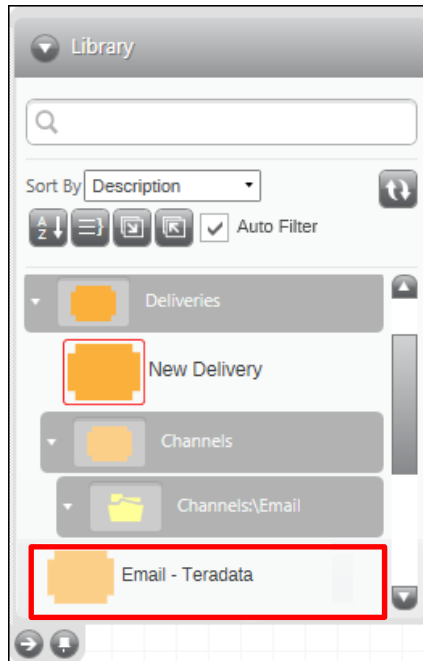 Library
Sort By Description
A
Z
Auto Filter
Deliveries
New Delivery
Channels
Channels:\Email
Email - Teradata